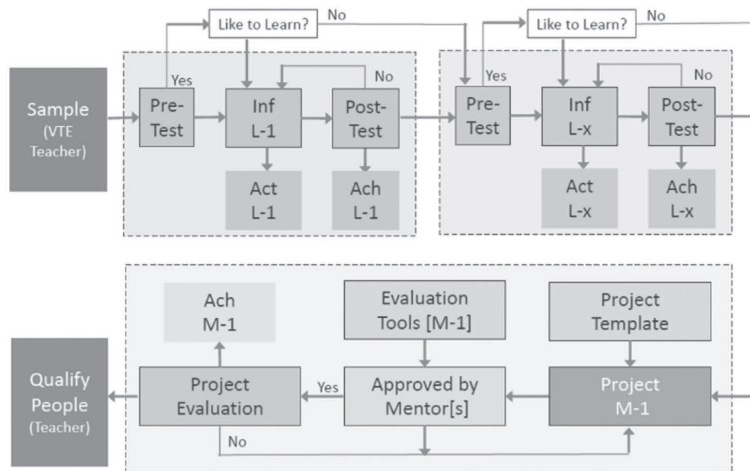 Like to Learn?
No
Like to Learn?
No
Yes
No
Yes
No
Sample
(VTE
Teacher)
Pre-
Test
Inf
L-1
Post-
Test
Pre-
Test
Inf
L-x
Post-
Test
Act
L-1
Ach
L-1
Act
L-x
Ach
L-x
Ach
M-1
Evaluation
Tools [M-1]
Project
Template
Qualify
People
(Teacher)
Project
Evaluation
Yes
Approved by
Mentor[s]
Project
M-1
No